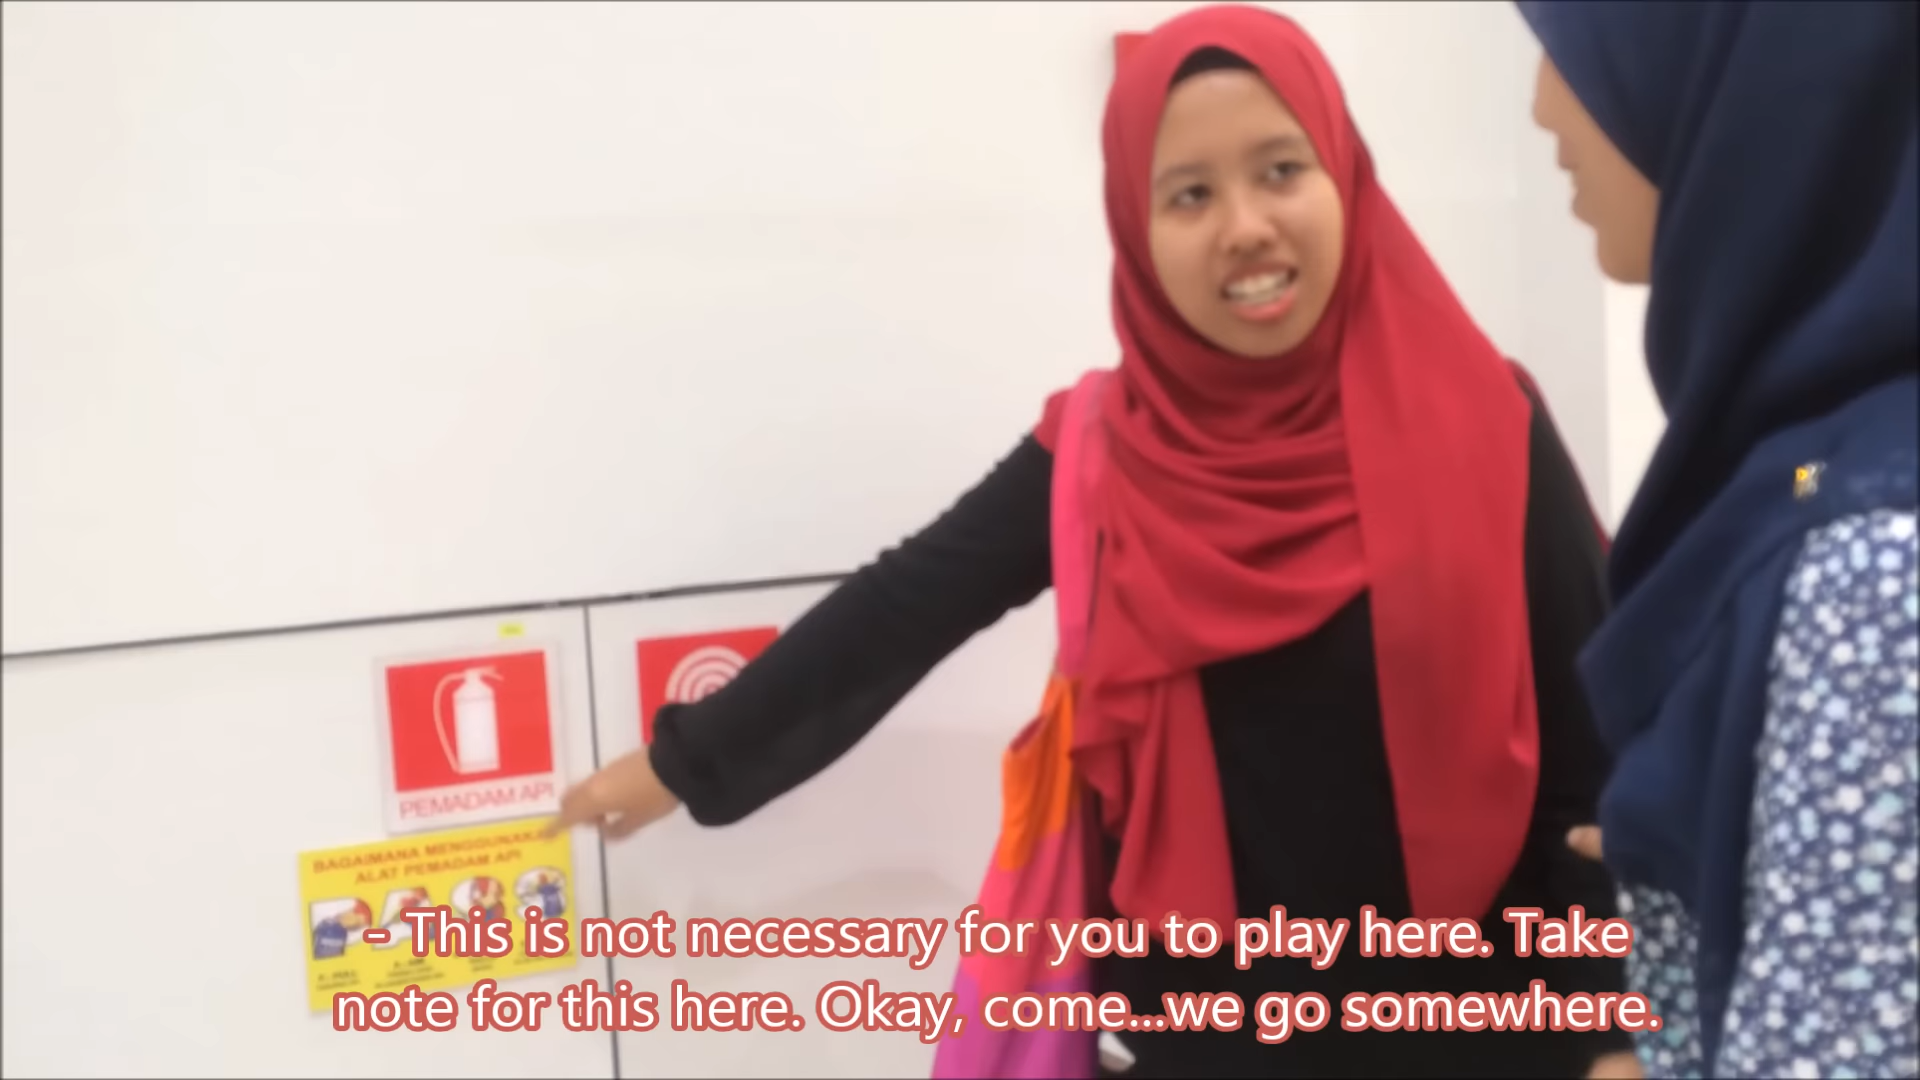 PEMADAM API
BAGAIMANA MENGGUNAKAN
ALAT PEMADAM API
- This is not necessary for you to play here. Take
note for this here. Okay, come...we go somewhere.